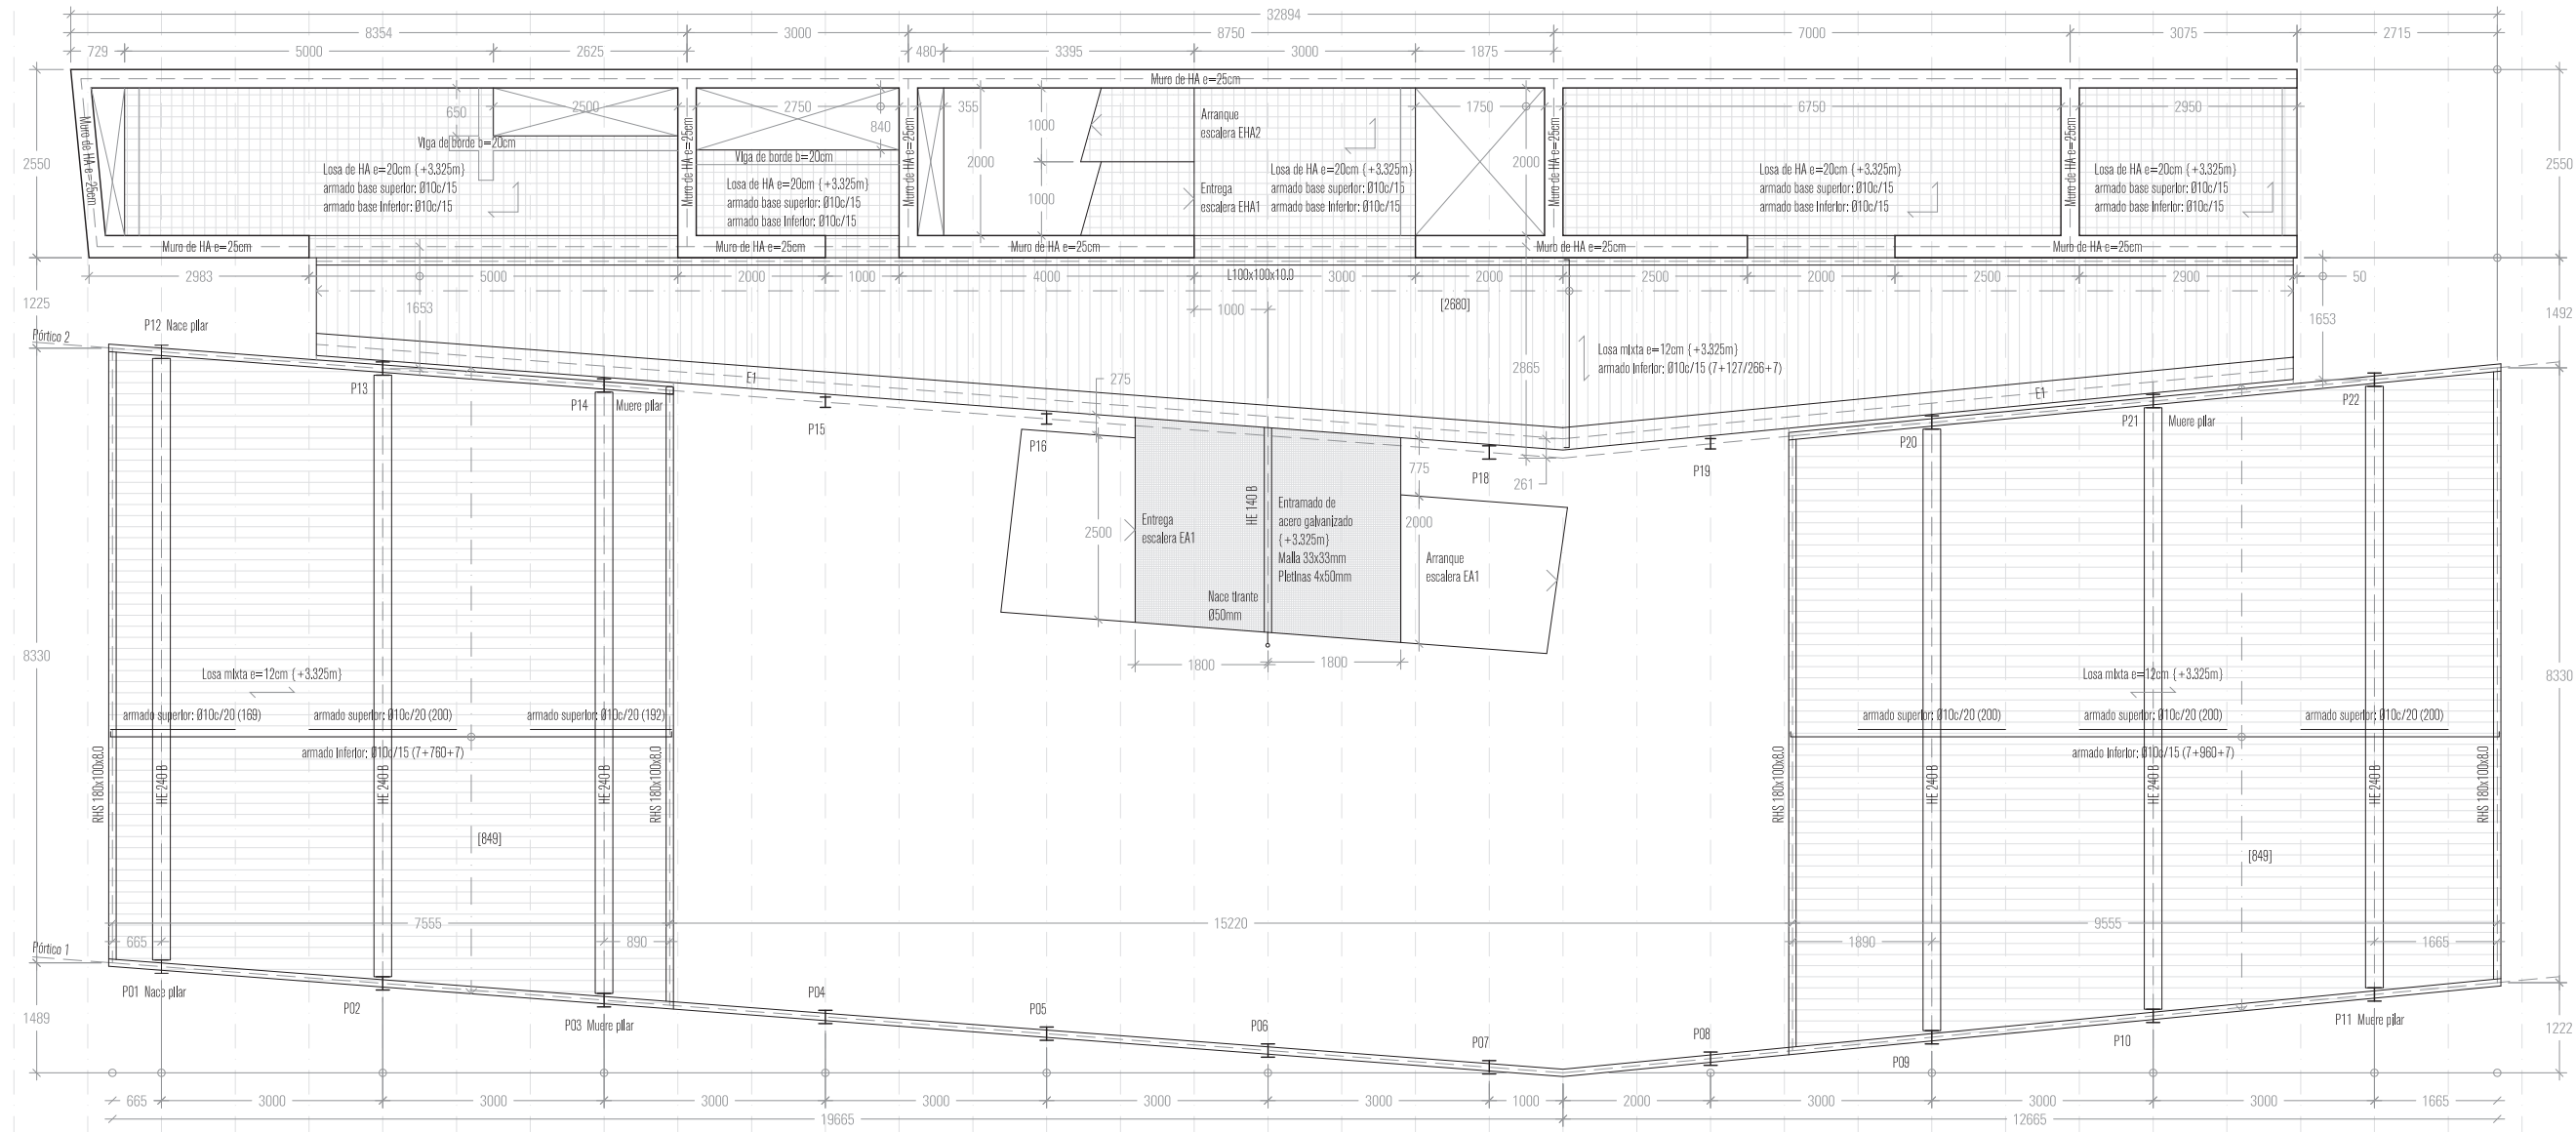 32894
8354
3000
8750
7000
3075
2715
729
5000
2625
480
3395
3000
1875
Muro de HA e=25cm
2500
650
2750
840
355
1000
1750
6750
2950
Arranque
escalera EHA2
Viga de borde b=20cm
Viga de borde b=20cm
Muro de HA e=25cm
Muro de HA e=25cm
Muro de HA e=25cm
Muro de HA e=25cm
Muro de HA e=25cm
2550
2550
2000
2000
Losa de HA e=20cm {+3.325m}
armado base superior: Ø10c/15
armado base inferior: Ø10c/15
Losa de HA e=20cm {+3.325m}
armado base superior: Ø10c/15
armado base inferior: Ø10c/15
1000
Entrega
escalera EHA1
Losa de HA e=20cm {+3.325m}
armado base superior: Ø10c/15
armado base inferior: Ø10c/15
Losa de HA e=20cm {+3.325m}
armado base superior: Ø10c/15
armado base inferior: Ø10c/15
Losa de HA e=20cm {+3.325m}
armado base superior: Ø10c/15
armado base inferior: Ø10c/15
Muro de HA e=25cm
Muro de HA e=25cm
Muro de HA e=25cm
Muro de HA e=25cm
Muro de HA e=25cm
2983
5000
2000
1000
4000
L100x100x10.0
3000
2000
2500
2000
2500
2900
50
1225
1653
1000
[2680]
1653
1492
Pórtico 2
P12 Nace pilar
Losa mixta e=12cm {+3.325m}
armado inferior: Ø10c/15 (7+127/266+7)
2865
P13
E1
275
E1
P14 Muere pilar
P15
P16
P18
P19
P20
P21 Muere pilar
P22
775
261
HE 140 B
Entramado de
acero galvanizado
{+3.325m}
Malla 33x33mm
Pletinas 4x50mm
Entrega
escalera EA1
2500
2000
Arranque
escalera EA1
Nace tirante
Ø50mm
1800
1800
8330
8330
Losa mixta e=12cm {+3.325m}
Losa mixta e=12cm {+3.325m}
armado superior: Ø10c/20 (169)
armado superior: Ø10c/20 (200)
armado superior: Ø10c/20 (192)
armado superior: Ø10c/20 (200)
armado superior: Ø10c/20 (200)
armado superior: Ø10c/20 (200)
armado inferior: Ø10c/15 (7+760+7)
armado inferior: Ø10c/15 (7+960+7)
RHS 180x100x8.0
HE 240 B
HE 240 B
HE 240 B
RHS 180x100x8.0
RHS 180x100x8.0
HE 240 B
HE 240 B
HE 240 B
RHS 180x100x8.0
[849]
[849]
7555
15220
9555
665
890
1890
1665
Pórtico 1
P01 Nace pilar
P02
P03 Muere pilar
P04
P05
P06
P07
P08
P09
P10
P11 Muere pilar
1489
1222
665
3000
3000
3000
3000
3000
3000
1000
2000
3000
3000
3000
1665
19665
12665